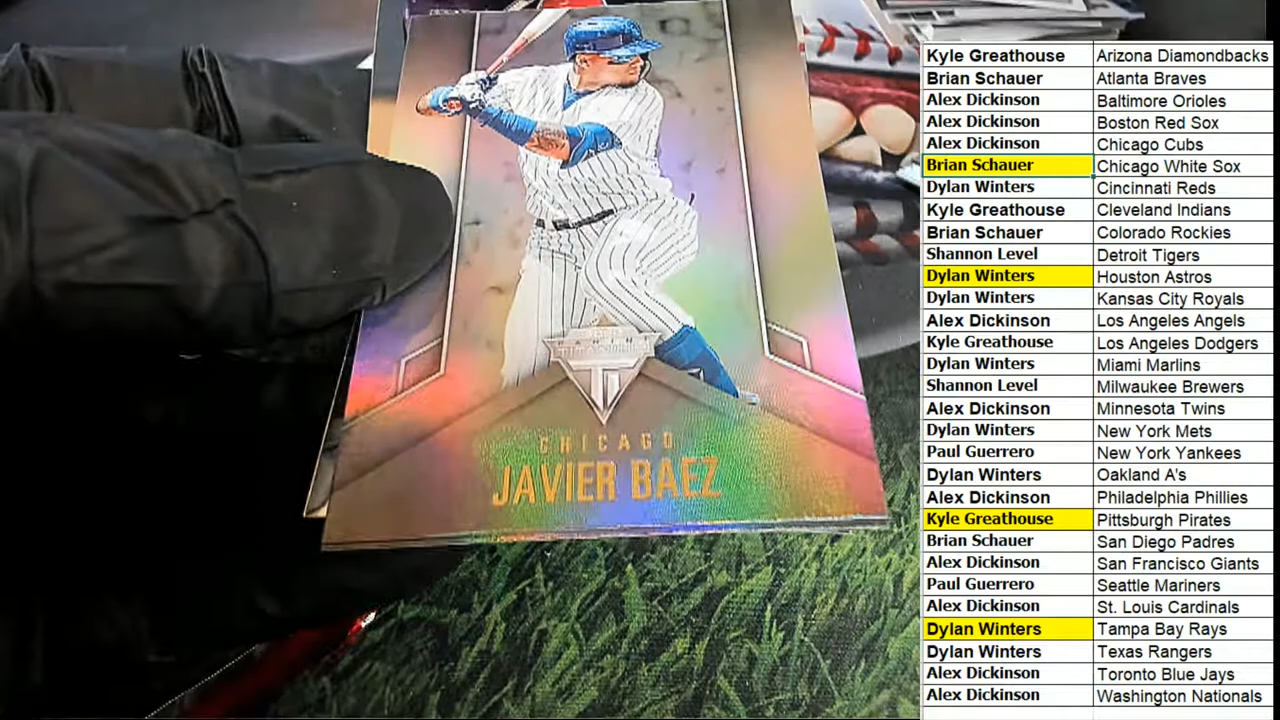 CHICAGO
JAVIER BAEZ
Kyle Greathouse Arizona Diamondbacks
Brian Schauer Atlanta Braves
Alex Dickinson Baltimore Orioles
Alex Dickinson Boston Red Sox
Alex Dickinson Chicago Cubs
Brian Schauer Chicago White Sox
Dylan Winters Cincinnati Reds
Kyle Greathouse Cleveland Indians
Brian Schauer Colorado Rockies
Shannon Level Detroit Tigers
Dylan Winters Houston Astros
Dylan Winters Kansas City Royals
Alex Dickinson Los Angeles Angels
Kyle Greathouse Los Angeles Dodgers
Dylan Winters Miami Marlins
Shannon Level Milwaukee Brewers
Alex Dickinson Minnesota Twins
Dylan Winters New York Mets
Paul Guerrero New York Yankees
Dylan Winters Oakland A's
Alex Dickinson Philadelphia Phillies
Kyle Greathouse Pittsburgh Pirates
Brian Schauer San Diego Padres
Alex Dickinson San Francisco Giants
Paul Guerrero Seattle Mariners
Alex Dickinson St. Louis Cardinals
Dylan Winters Tampa Bay Rays
Dylan Winters Texas Rangers
Alex Dickinson Toronto Blue Jays
Alex Dickinson Washington Nationals